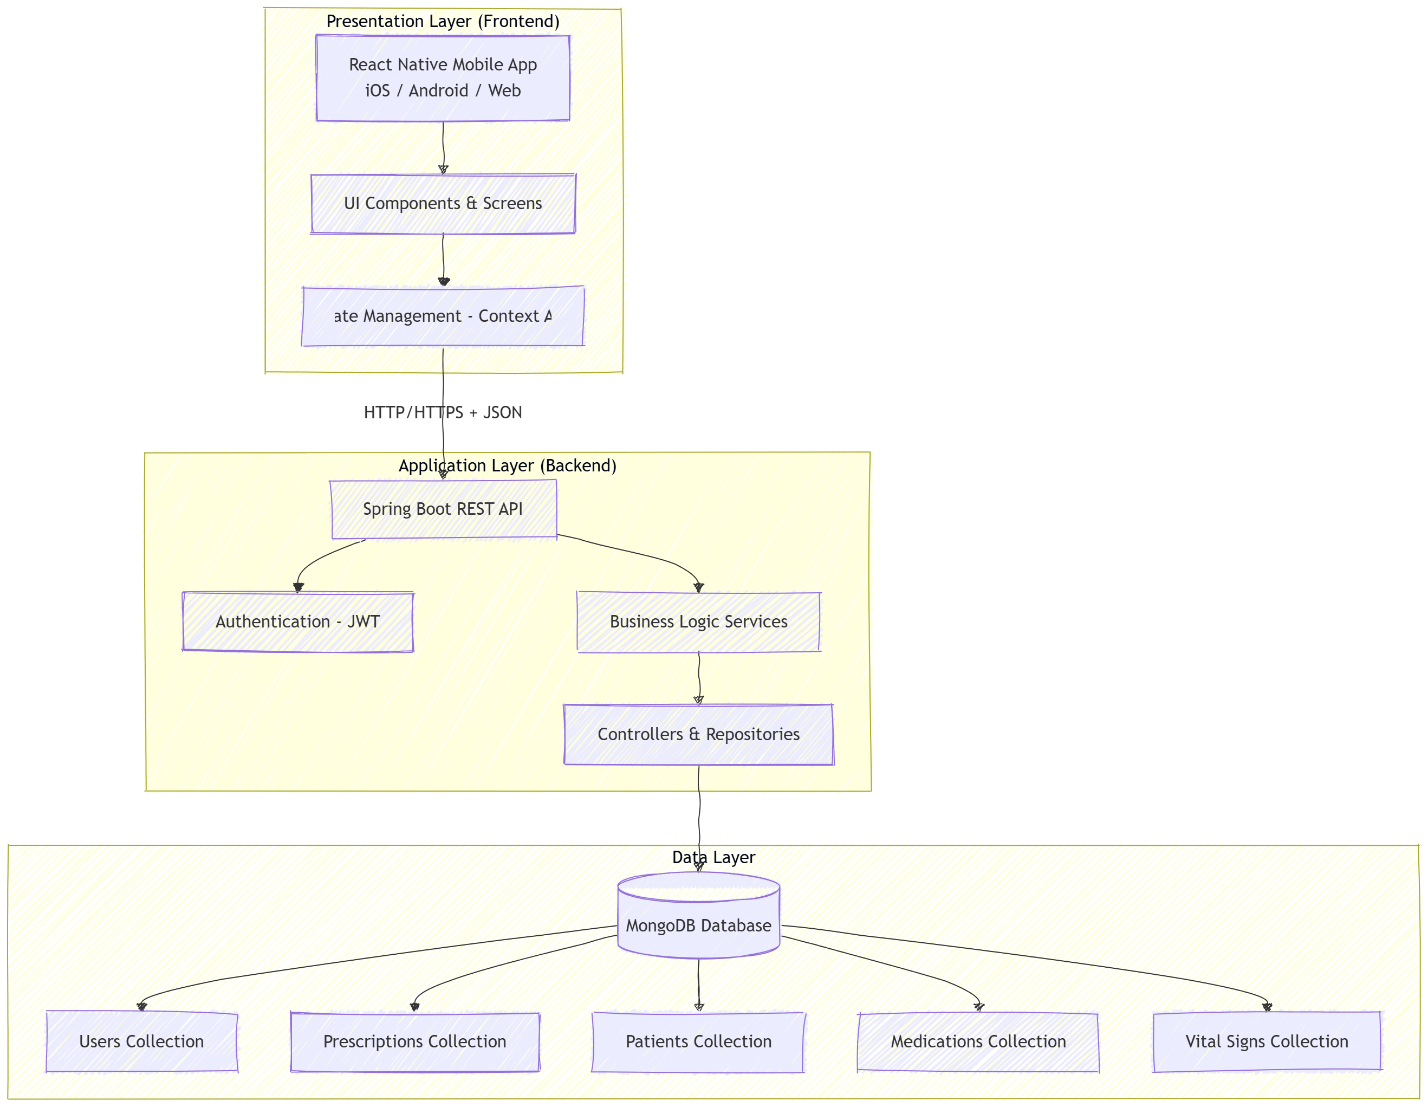 Presentation Layer (Frontend)
React Native Mobile App
iOS / Android / Web
UI Components & Screens
ate Management - Context A
HTTP/HTTPS + JSON
Application Layer (Backend)
Spring Boot REST API
Authentication - JWT
Business Logic Services
Controllers & Repositories
Data Layer
MongoDB Database
Users Collection
Prescriptions Collection
Patients Collection
Medications Collection
Vital Signs Collection